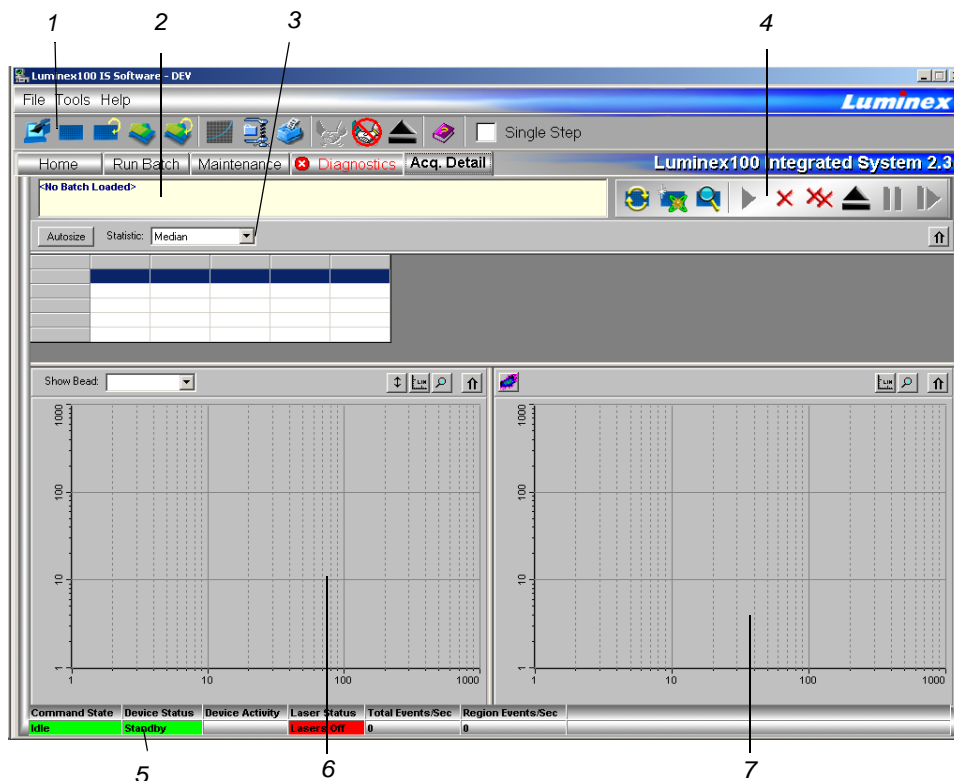 1 2 3 4
Luminex100 IS Software - DEV
File Tools Help
Luminex
Single Step
Home Run Batch Maintenance Diagnostics Acq. Detail
Luminex100 Integrated System 2.3
<No Batch Loaded>
Autosize Statistic: Median
Show Bead:
LIM LIM
1000 1000
100 100
10 10
1 1
1 10 100 1000 1 10 100 1000
Command State Device Status Device Activity Laser Status Total Events/Sec Region Events/Sec
Idle Standby Lasers Off 0 0
5 6 7